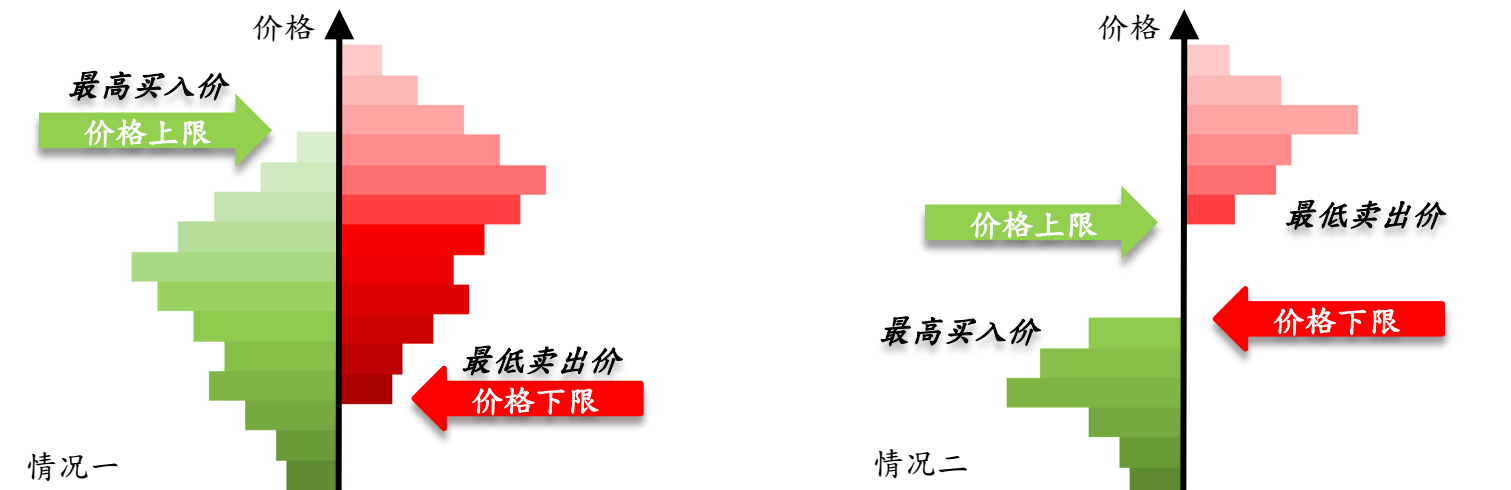 价格
最高买入价
价格上限
最低卖出价
价格下限
情况一
价格
价格上限
最低卖出价
最高买入价
价格下限
情况二